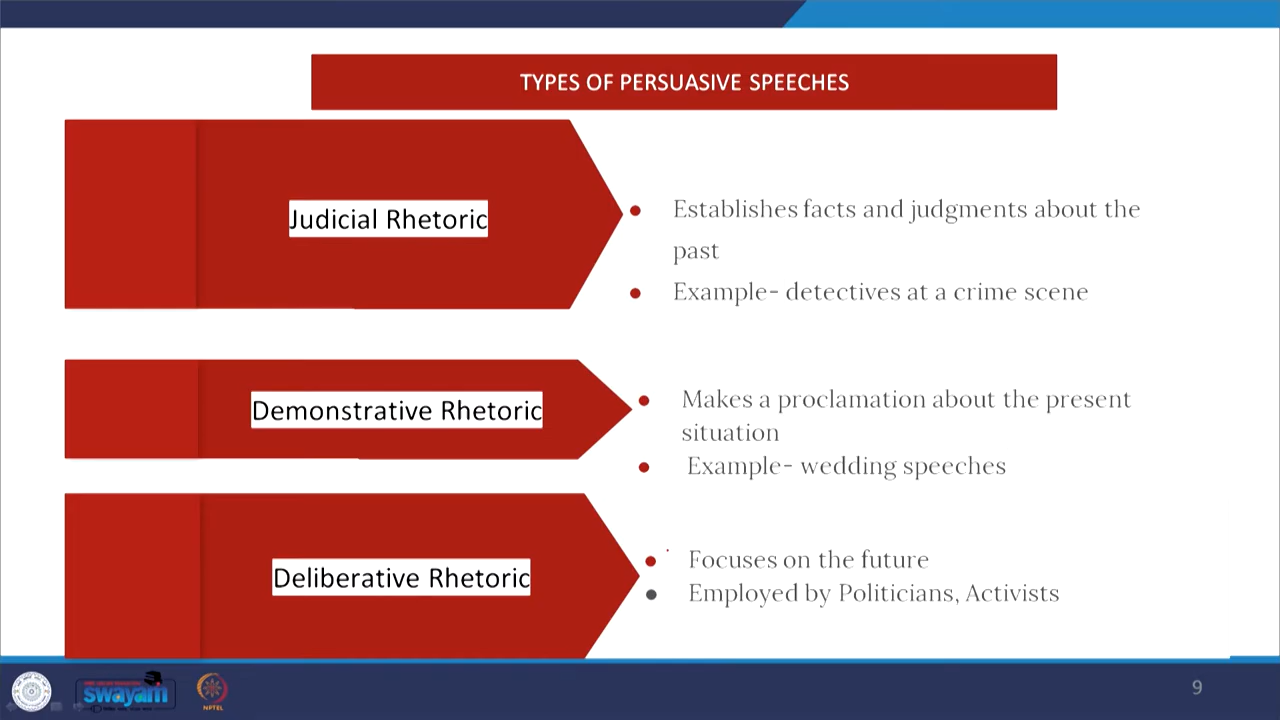 TYPES OF PERSUASIVE SPEECHES
Judicial Rhetoric
● Establishes facts and judgments about the
past
● Example- detectives at a crime scene
Demonstrative Rhetoric
● Makes a proclamation about the present
situation
● Example- wedding speeches
Deliberative Rhetoric
● Focuses on the future
● Employed by Politicians, Activists
swayam
NPTEL
9